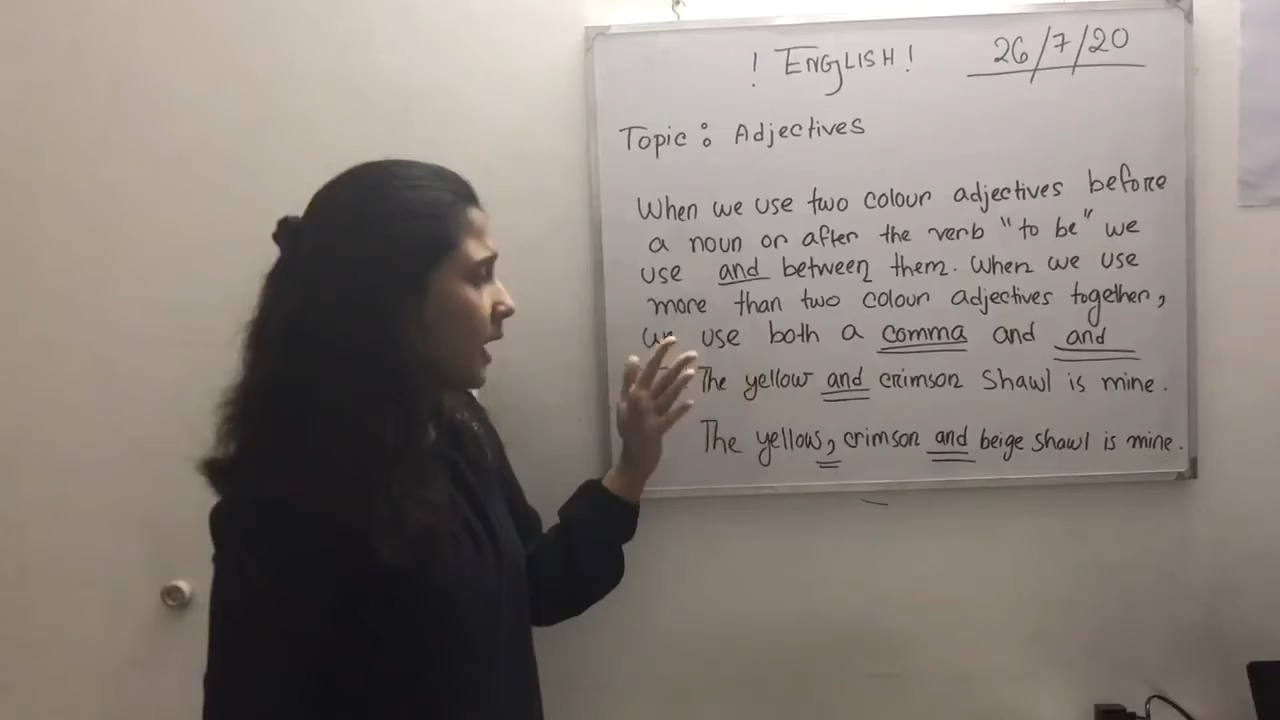 ! ENGLISH!
26/7/20
Topic: Adjectives
When we use two colour adjectives before
a noun or after the verb "to be" we
use and between them. When we use
more than two colour adjectives together,
we use both a comma and and
The yellow and crimson Shawl is mine.
The yellow, crimson and beige shawl is mine.